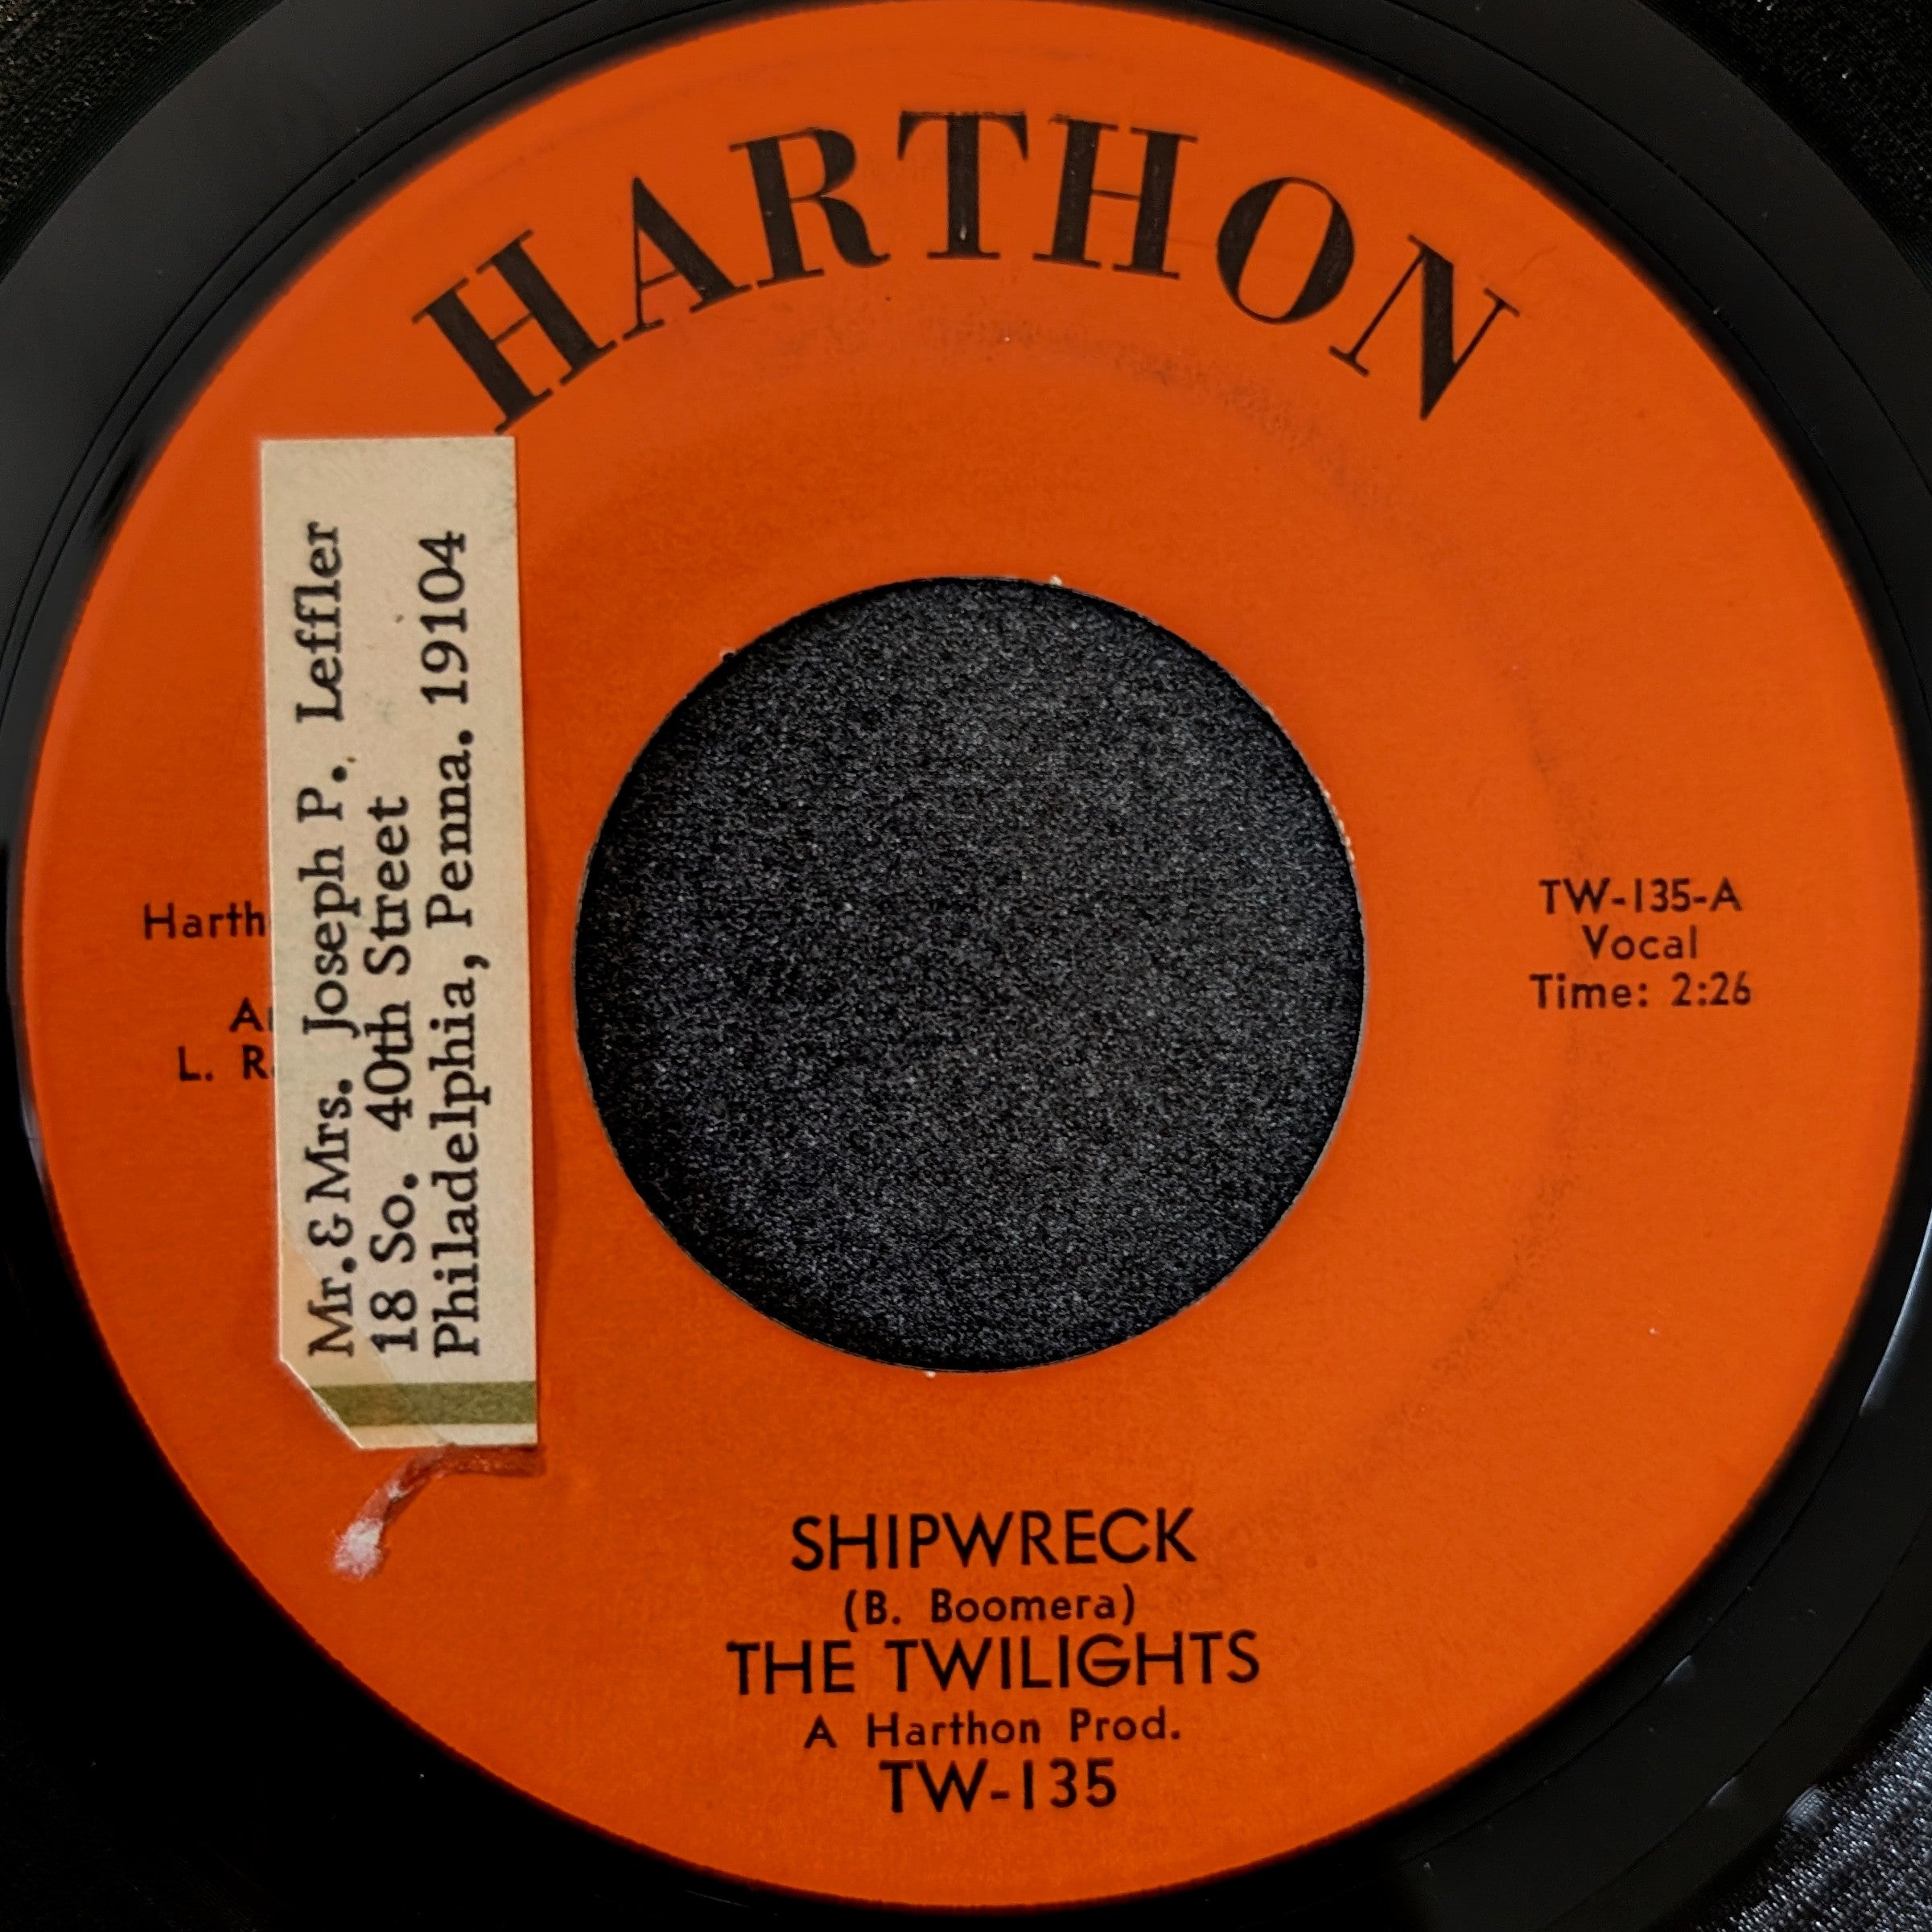 HARTHON
Mr. & Mrs. Joseph P. Leffler
18 So. 40th Street
Philadelphia, Penna. 19104
L.
TW-135-A
Vocal
Time: 2:26
SHIPWRECK
(B. Boomera)
THE TWILIGHTS
A Harthon Prod.
TW-135